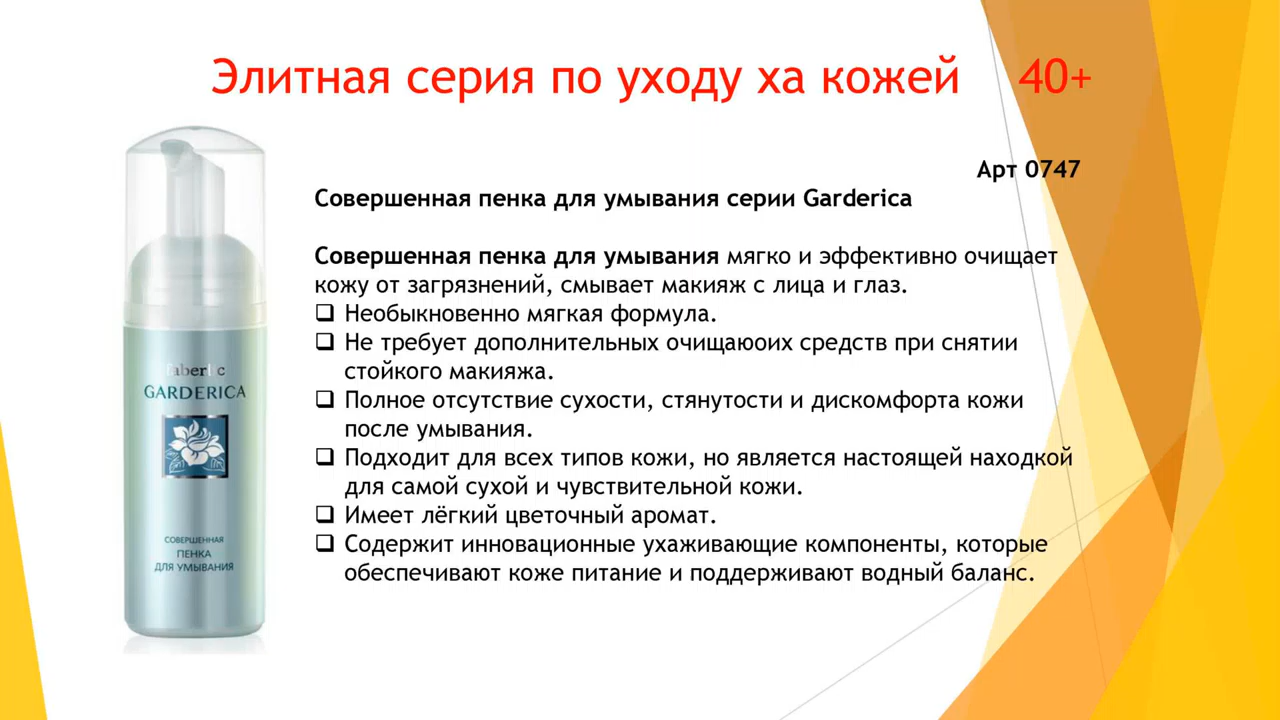 Элитная серия по уходу ха кожей 40+
Арт 0747
Совершенная пенка для умывания серии Garderica
Совершенная пенка для умывания мягко и эффективно очищает
кожу от загрязнений, смывает макияж с лица и глаз.
Необыкновенно мягкая формула.
Не требует дополнительных очищаюоих средств при снятии
стойкого макияжа.
Полное отсутствие сухости, стянутости и дискомфорта кожи
после умывания.
Подходит для всех типов кожи, но является настоящей находкой
для самой сухой и чувствительной кожи.
Имеет лёгкий цветочный аромат.
Содержит инновационные ухаживающие компоненты, которые
обеспечивают коже питание и поддерживают водный баланс.
faberlic
GARDERICA
СОВЕРШЕННАЯ
ПЕНКА
ДЛЯ УМЫВАНИЯ